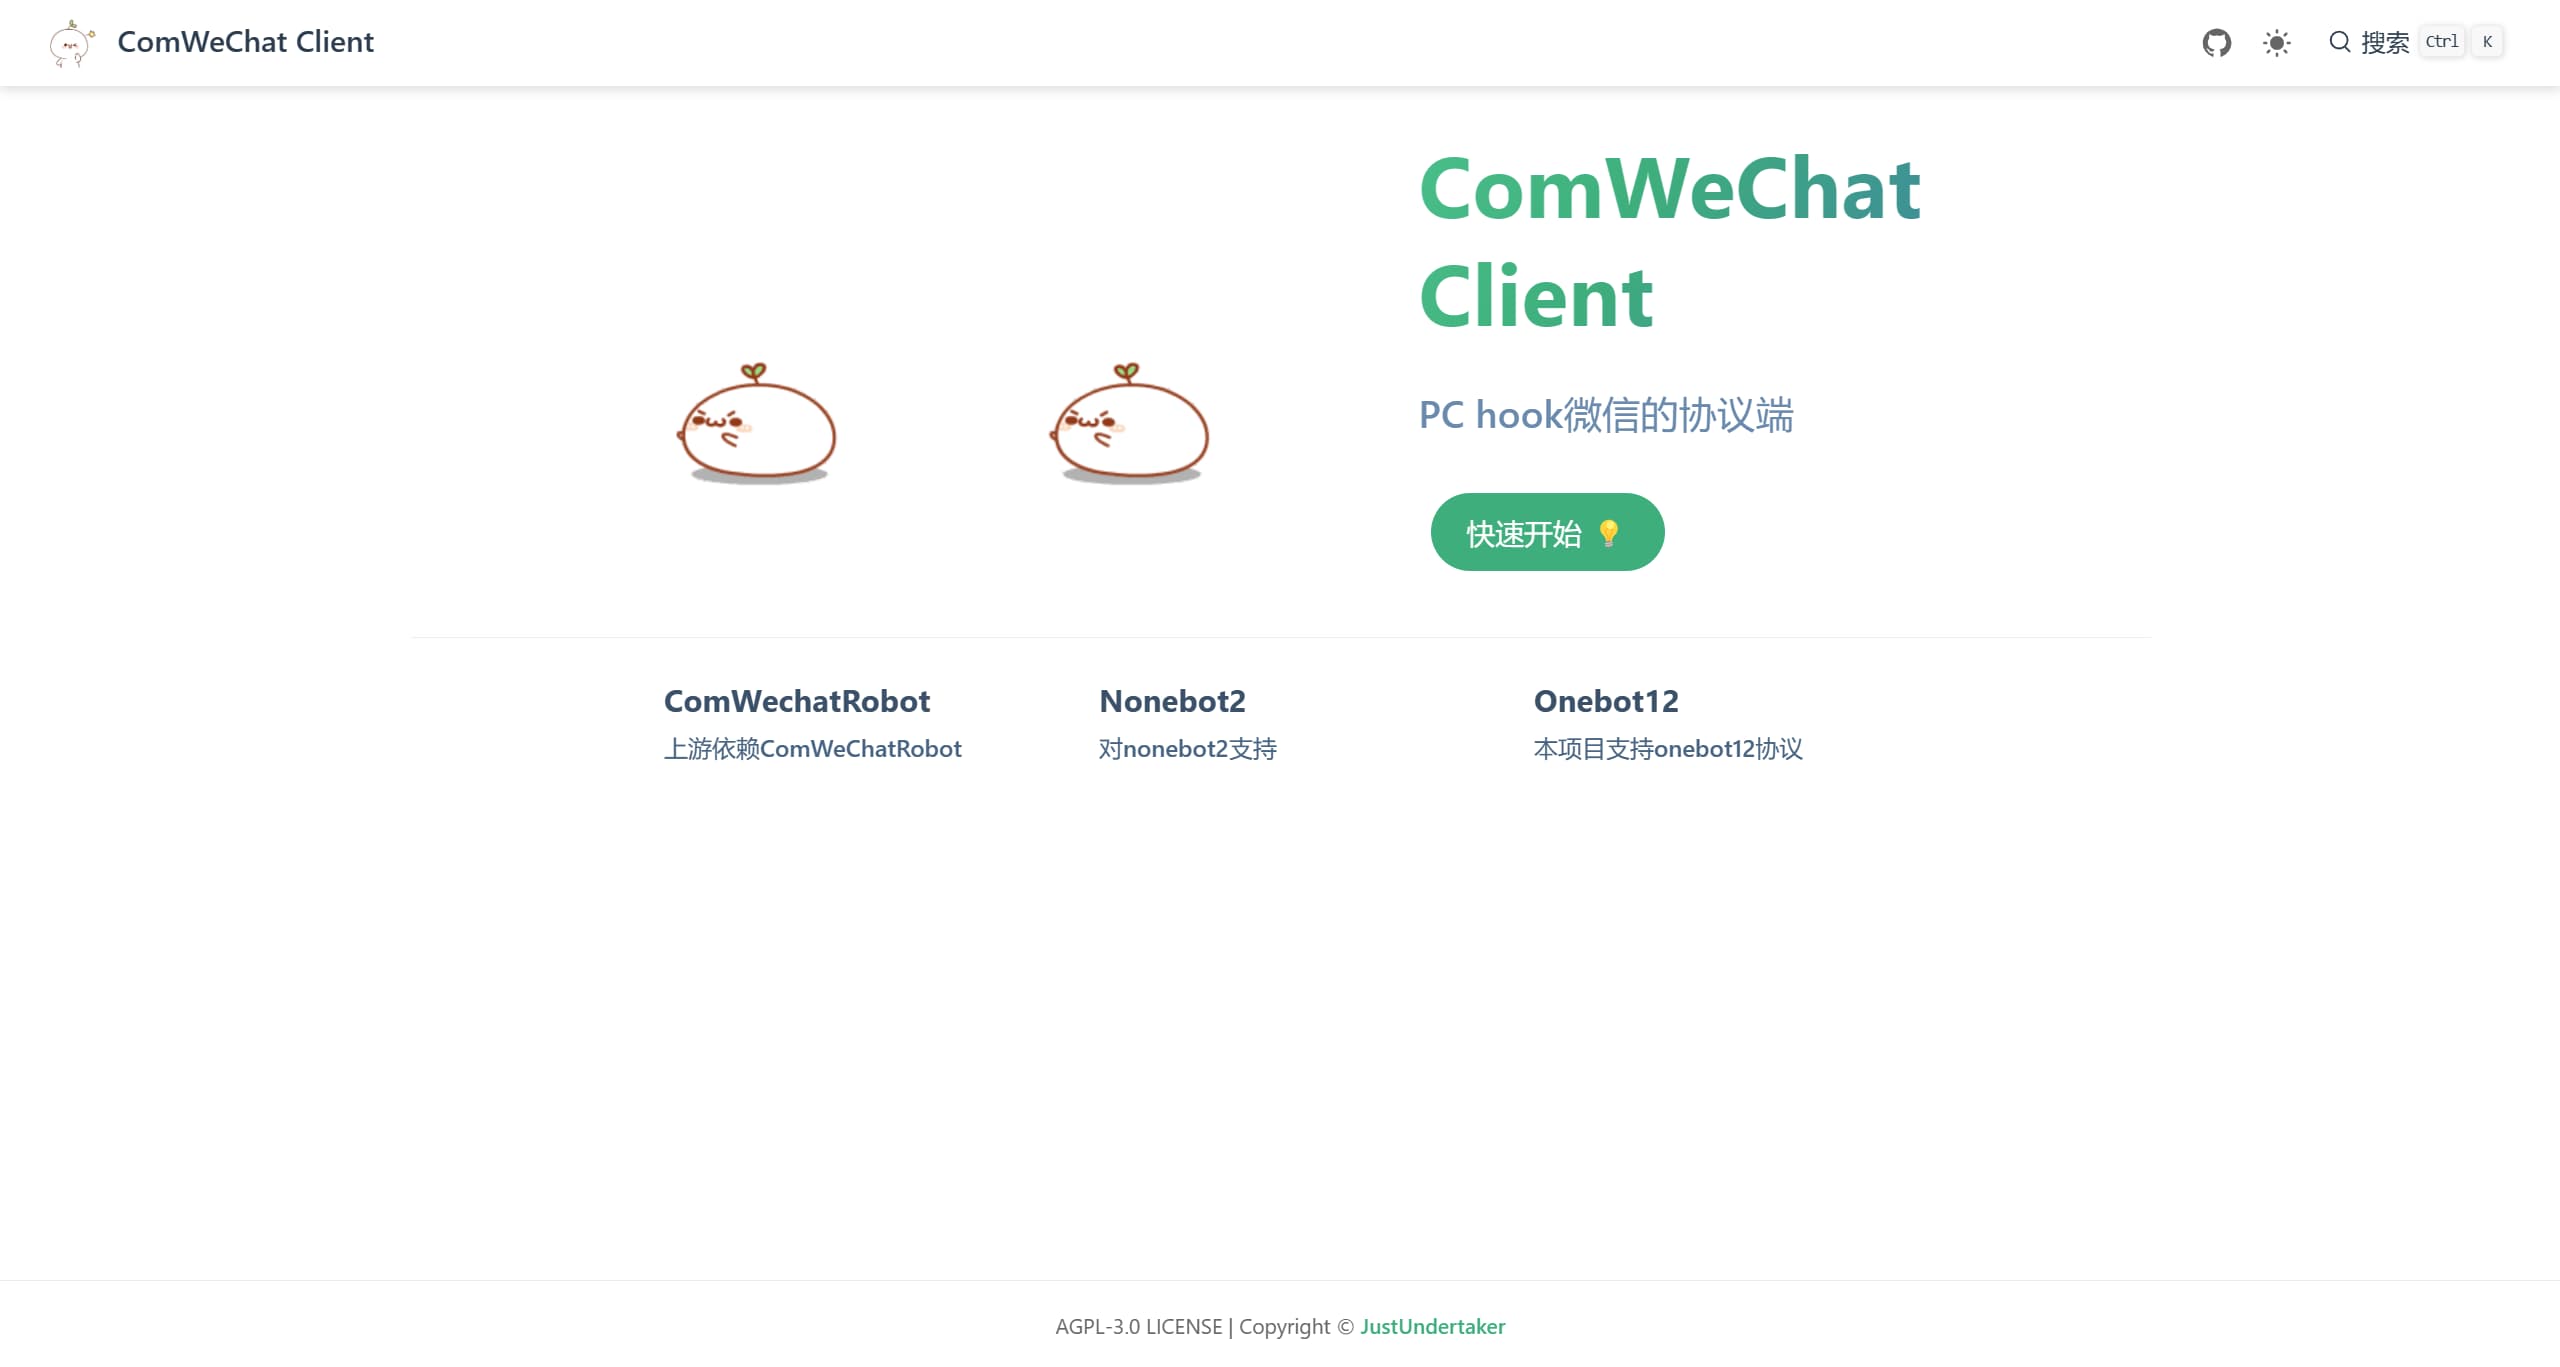 ComWeChat Client
搜索 Ctrl K
ComWeChat
Client
PC hook微信的协议端
快速开始 💡
ComWechatRobot
上游依赖ComWeChatRobot
Nonebot2
对nonebot2支持
Onebot12
本项目支持onebot12协议
AGPL-3.0 LICENSE | Copyright © JustUndertaker